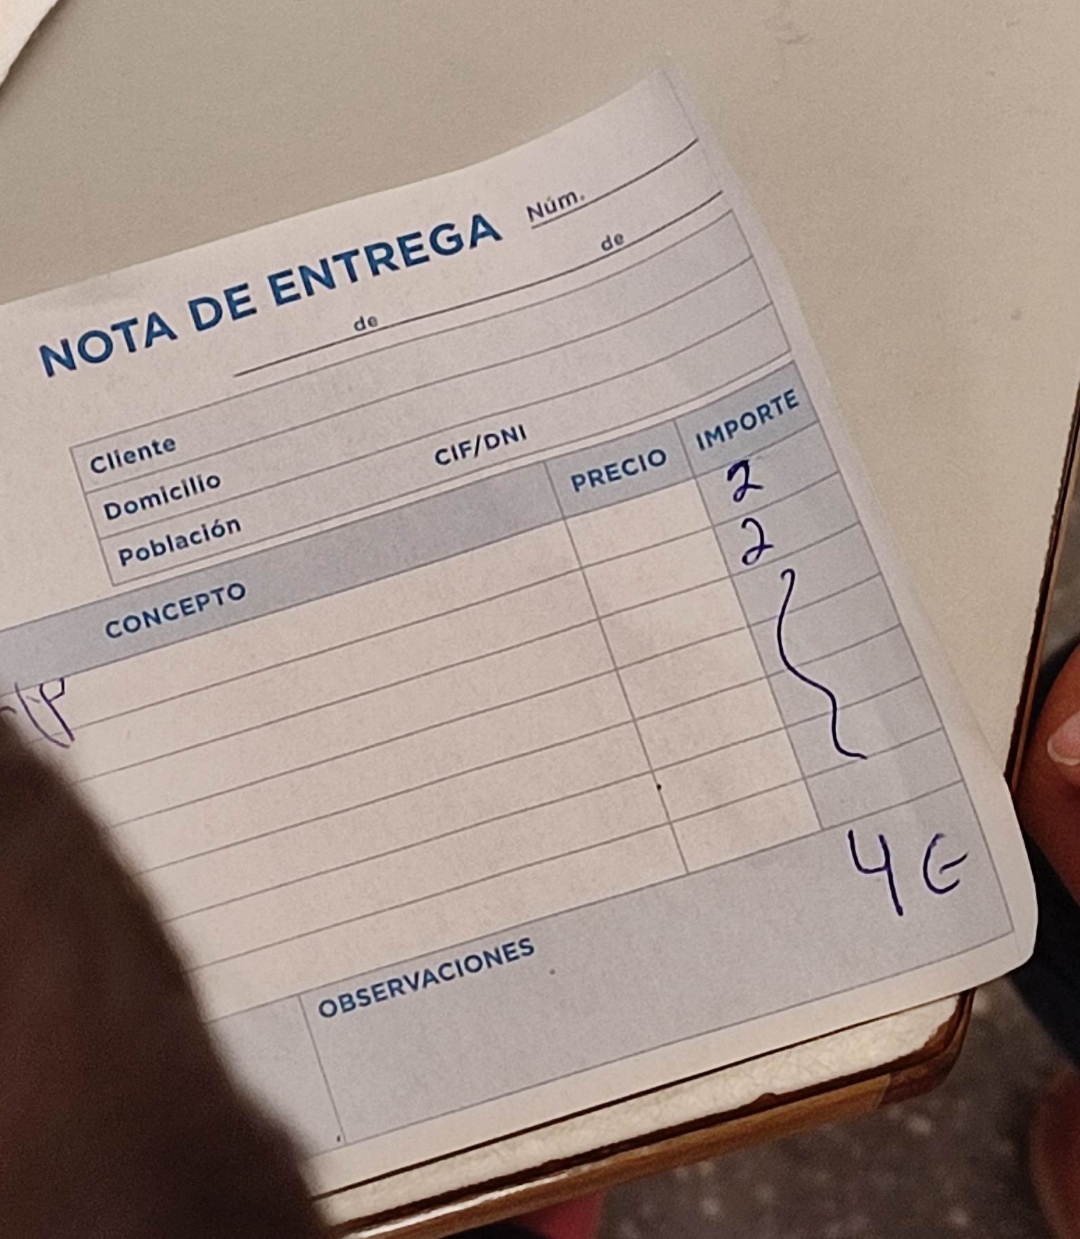 NOTA DE ENTREGA Núm.
de de
Cliente
Domicilio
Población CIF/DNI
CONCEPTO PRECIO IMPORTE
2
2
4 €
OBSERVACIONES